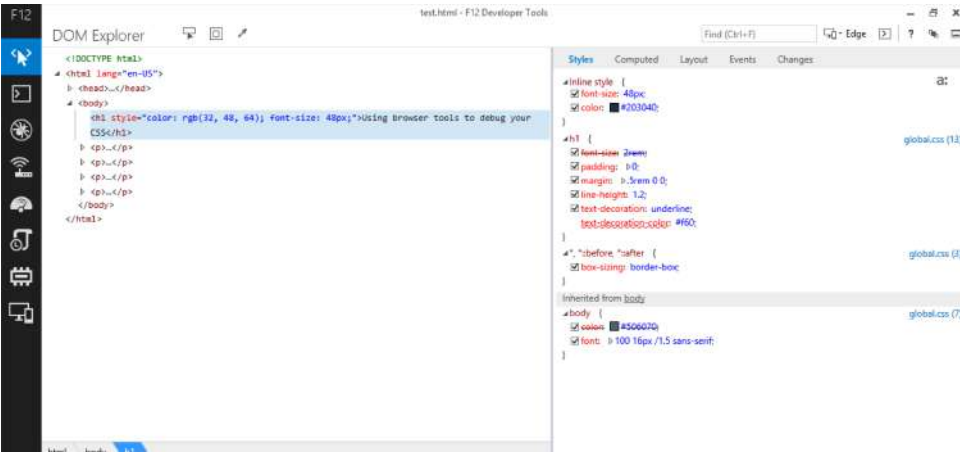 F12
test.html - F12 Developer Tools
DOM Explorer
Find (Ctrl+F)
Edge
?
<!DOCTYPE html>
<html lang="en-US">
<head>…</head>
<body>
<h1 style="color: rgb(32, 48, 64); font-size: 48px;">Using browser tools to debug your
CSS</h1>
<p>…</p>
<p>…</p>
<p>…</p>
<p>…</p>
</body>
</html>
html body h1
Styles Computed Layout Events Changes
Inline style {
a:
font-size: 48px;
color: #203040;
}
h1 {
global.css (13)
font-size: 2rem;
padding: 0;
margin: .5rem 0 0;
line-height: 1.2;
text-decoration: underline;
text-decoration-color: #f60;
}
*, *::before, *::after {
global.css (3)
box-sizing: border-box;
}
Inherited from body
body {
global.css (7)
color: #506070;
font: 100 16px /1.5 sans-serif;
}